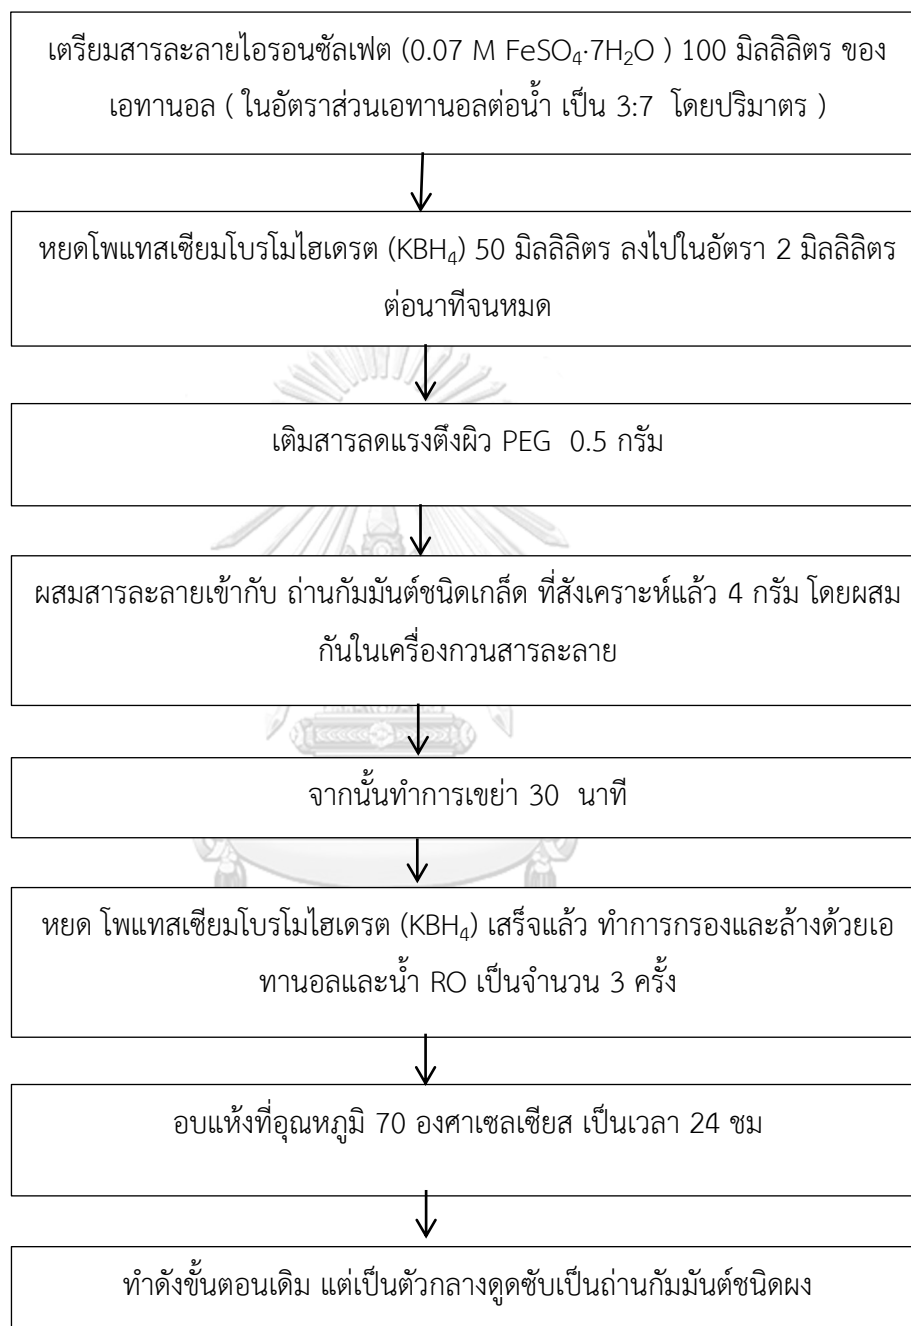 เตรียมสารละลายไอรอนซัลเฟต (0.07 M FeSO₄·7H₂O ) 100 มิลลิลิตร ของ
เอทานอล ( ในอัตราส่วนเอทานอลต่อน้ำ เป็น 3:7 โดยปริมาตร )
หยดโพแทสเซียมโบรโมไฮเดรต (KBH₄) 50 มิลลิลิตร ลงไปในอัตรา 2 มิลลิลิตร
ต่อนาทีจนหมด
เติมสารลดแรงตึงผิว PEG 0.5 กรัม
ผสมสารละลายเข้ากับ ถ่านกัมมันต์ชนิดเกล็ด ที่สังเคราะห์แล้ว 4 กรัม โดยผสม
กันในเครื่องกวนสารละลาย
จากนั้นทำการเขย่า 30 นาที
หยด โพแทสเซียมโบรโมไฮเดรต (KBH₄) เสร็จแล้ว ทำการกรองและล้างด้วยเอ
ทานอลและน้ำ RO เป็นจำนวน 3 ครั้ง
อบแห้งที่อุณหภูมิ 70 องศาเซลเซียส เป็นเวลา 24 ชม
ทำดังขั้นตอนเดิม แต่เป็นตัวกลางดูดซับเป็นถ่านกัมมันต์ชนิดผง